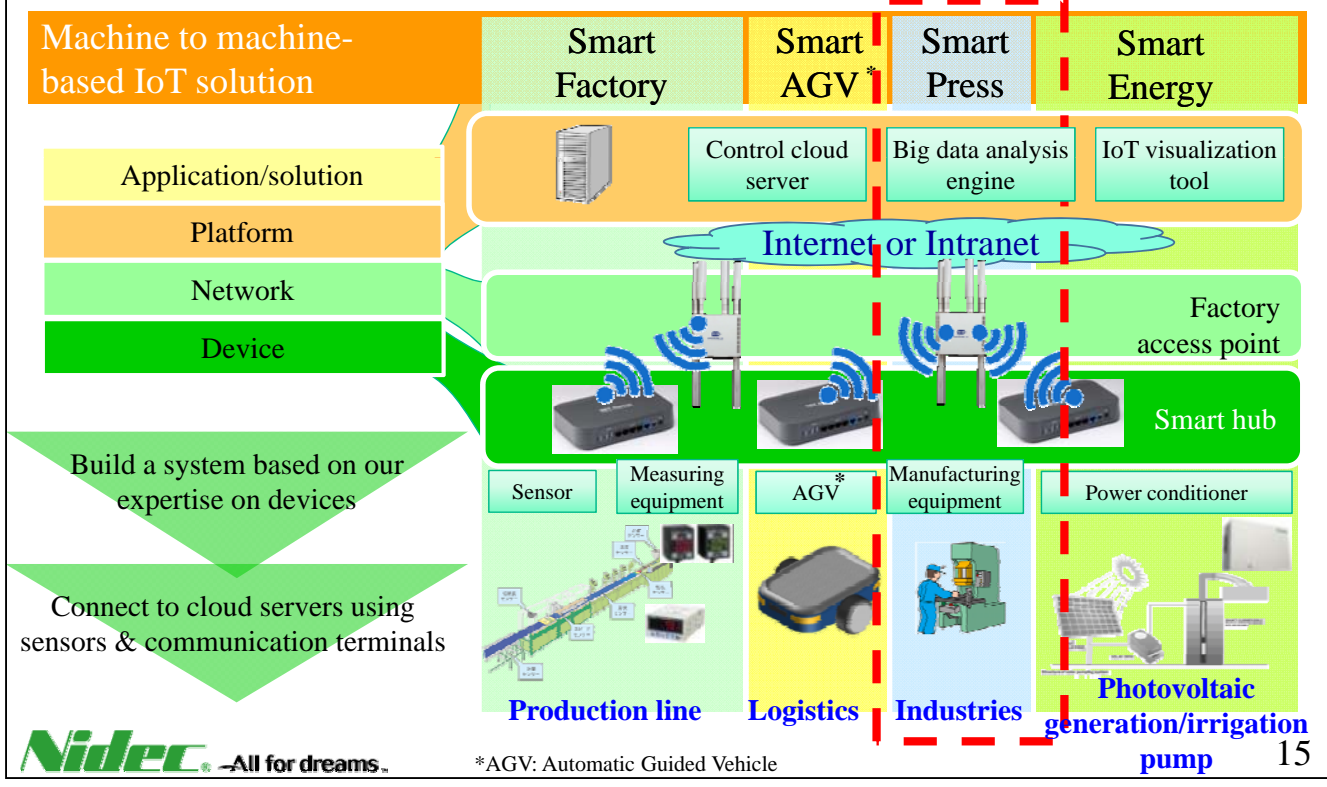 Machine to machine-
based IoT solution
Smart
Factory
Smart
AGV*
Smart
Press
Smart
Energy
Application/solution
Platform
Network
Device
Control cloud
server
Big data analysis
engine
IoT visualization
tool
Internet or Intranet
Factory
access point
Smart hub
Build a system based on our
expertise on devices
Connect to cloud servers using
sensors & communication terminals
Sensor
Measuring
equipment
AGV*
Manufacturing
equipment
Power conditioner
Production line
Logistics
Industries
Photovoltaic
generation/irrigation
pump
Nidec
All for dreams
*AGV: Automatic Guided Vehicle
15